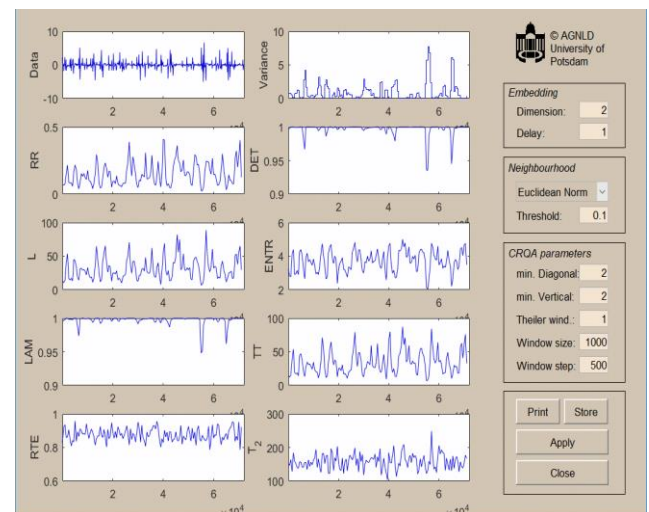 Data
10
0
-10
2
4
6
Variance
10
5
0
2
4
6
RR
0.5
0
2
4
6
DET
1
0.95
0.9
2
4
6
L
100
50
0
2
4
6
ENTR
6
4
2
2
4
6
LAM
1
0.95
0.9
2
4
6
TT
100
50
0
2
4
6
RTE
1
0.8
0.6
2
4
6
T2
300
200
100
2
4
6
© AGNLD
University of
Potsdam
Embedding
Dimension: 2
Delay: 1
Neighbourhood
Euclidean Norm
Threshold: 0.1
CRQA parameters
min. Diagonal: 2
min. Vertical: 2
Theiler wind.: 1
Window size: 1000
Window step: 500
Print Store
Apply
Close